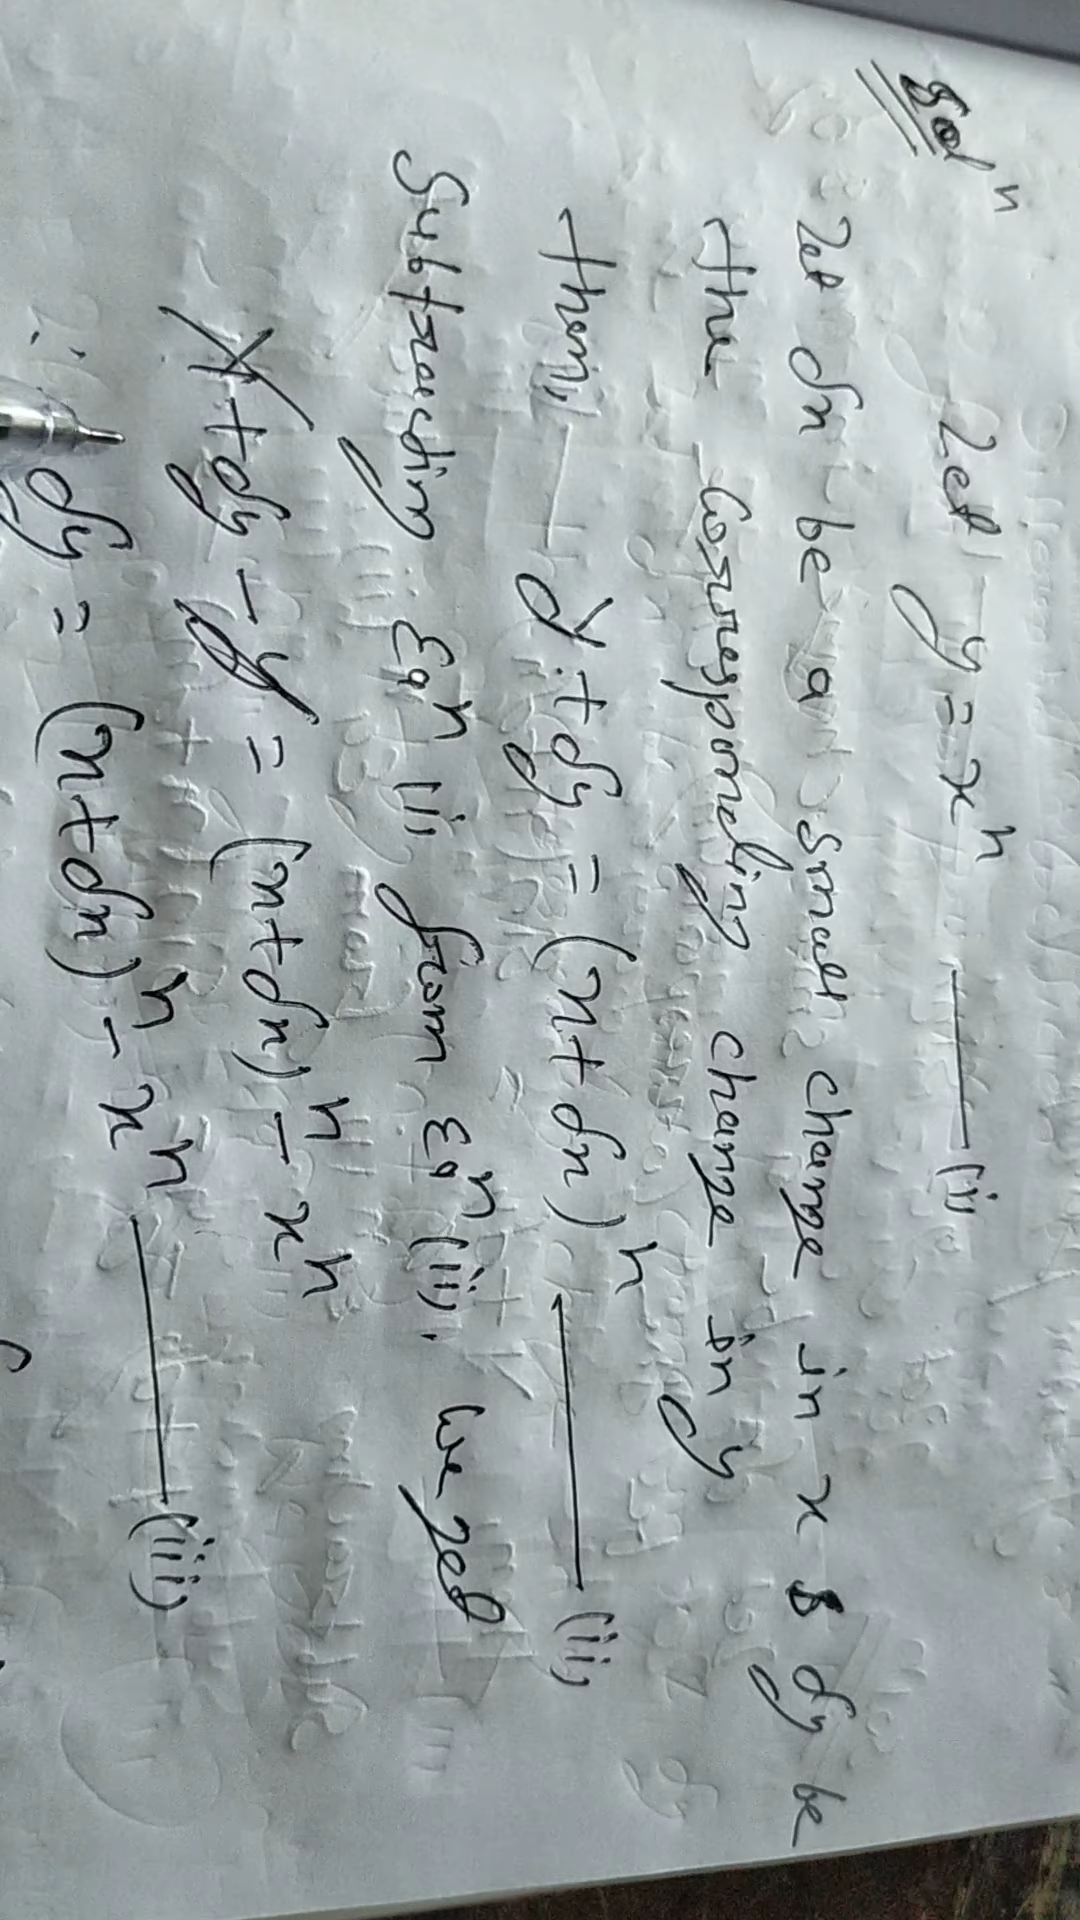 Solⁿ
Let y = xⁿ —— (i)
Let δx be a small change in x & δy be
the corresponding change in y
then, — y + δy = (x + δx)ⁿ —— (ii)
Subtracting Eqⁿ (i) from Eqⁿ (ii), we get
y + δy - y = (x + δx)ⁿ - xⁿ
∴ δy = (x + δx)ⁿ - xⁿ —— (iii)